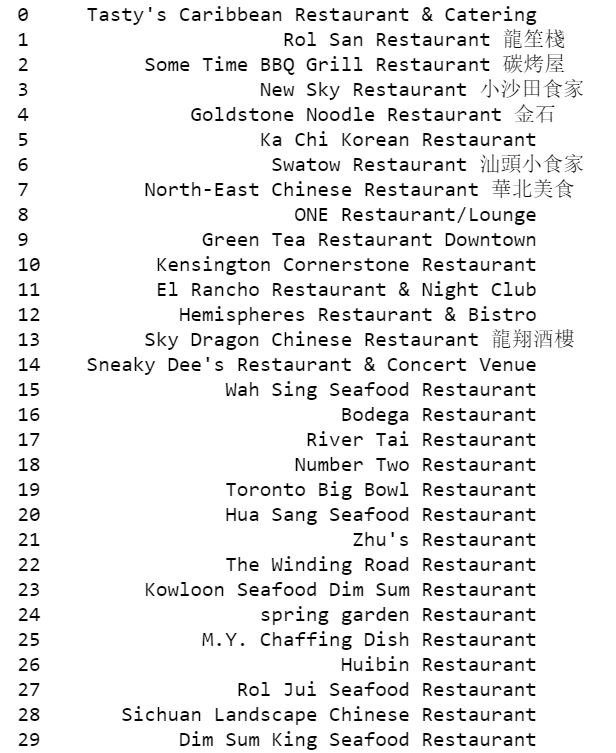 0 Tasty's Caribbean Restaurant & Catering
1 Rol San Restaurant 龍笙棧
2 Some Time BBQ Grill Restaurant 碳烤屋
3 New Sky Restaurant 小沙田食家
4 Goldstone Noodle Restaurant 金石
5 Ka Chi Korean Restaurant
6 Swatow Restaurant 汕頭小食家
7 North-East Chinese Restaurant 華北美食
8 ONE Restaurant/Lounge
9 Green Tea Restaurant Downtown
10 Kensington Cornerstone Restaurant
11 El Rancho Restaurant & Night Club
12 Hemispheres Restaurant & Bistro
13 Sky Dragon Chinese Restaurant 龍翔酒樓
14 Sneaky Dee's Restaurant & Concert Venue
15 Wah Sing Seafood Restaurant
16 Bodega Restaurant
17 River Tai Restaurant
18 Number Two Restaurant
19 Toronto Big Bowl Restaurant
20 Hua Sang Seafood Restaurant
21 Zhu's Restaurant
22 The Winding Road Restaurant
23 Kowloon Seafood Dim Sum Restaurant
24 spring garden Restaurant
25 M.Y. Chaffing Dish Restaurant
26 Huibin Restaurant
27 Rol Jui Seafood Restaurant
28 Sichuan Landscape Chinese Restaurant
29 Dim Sum King Seafood Restaurant